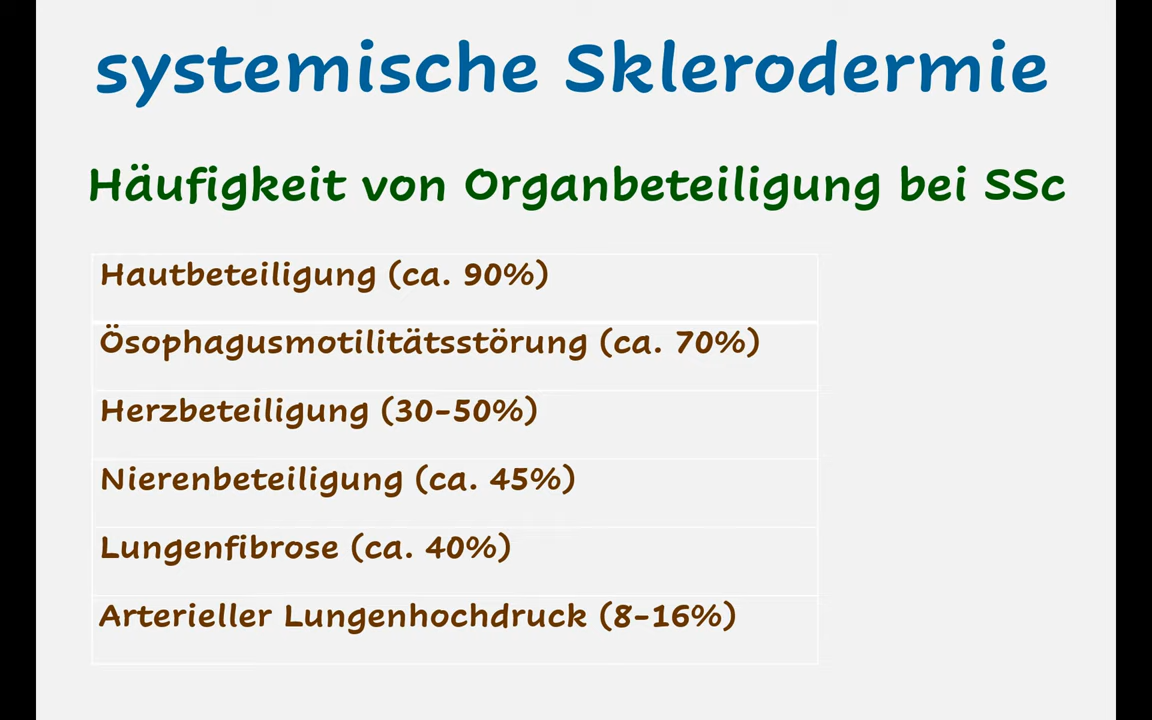 systemische Sklerodermie
Häufigkeit von Organbeteiligung bei SSc
Hautbeteiligung (ca. 90%)
Ösophagusmotilitätsstörung (ca. 70%)
Herzbeteiligung (30-50%)
Nierenbeteiligung (ca. 45%)
Lungenfibrose (ca. 40%)
Arterieller Lungenhochdruck (8-16%)